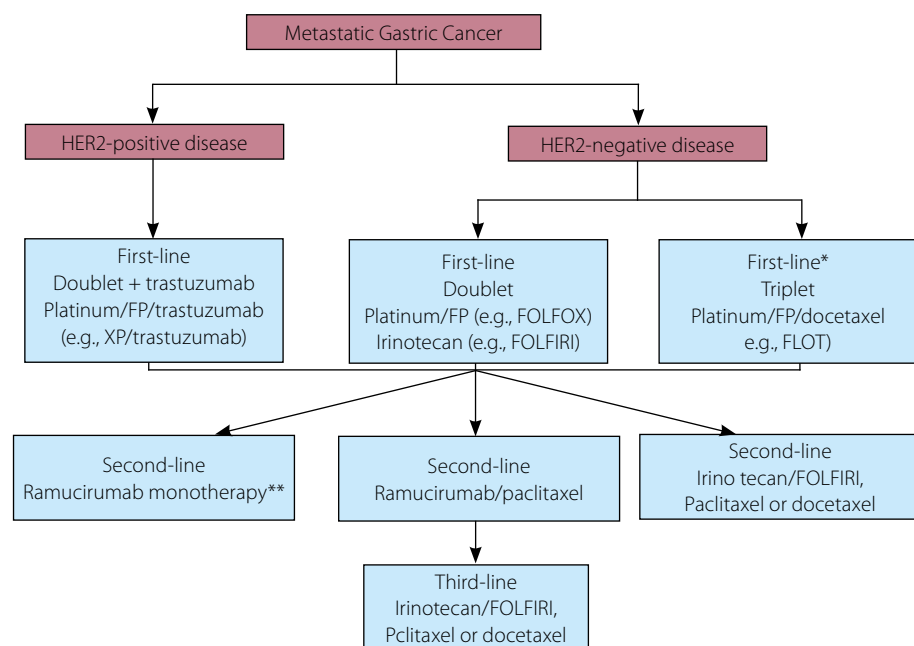 Metastatic Gastric Cancer
HER2-positive disease
HER2-negative disease
First-line
Doublet + trastuzumab
Platinum/FP/trastuzumab
(e.g., XP/trastuzumab)
First-line
Doublet
Platinum/FP (e.g., FOLFOX)
Irinotecan (e.g., FOLFIRI)
First-line*
Triplet
Platinum/FP/docetaxel
e.g., FLOT)
Second-line
Ramucirumab monotherapy**
Second-line
Ramucirumab/paclitaxel
Second-line
Irino tecan/FOLFIRI,
Paclitaxel or docetaxel
Third-line
Irinotecan/FOLFIRI,
Pclitaxel or docetaxel